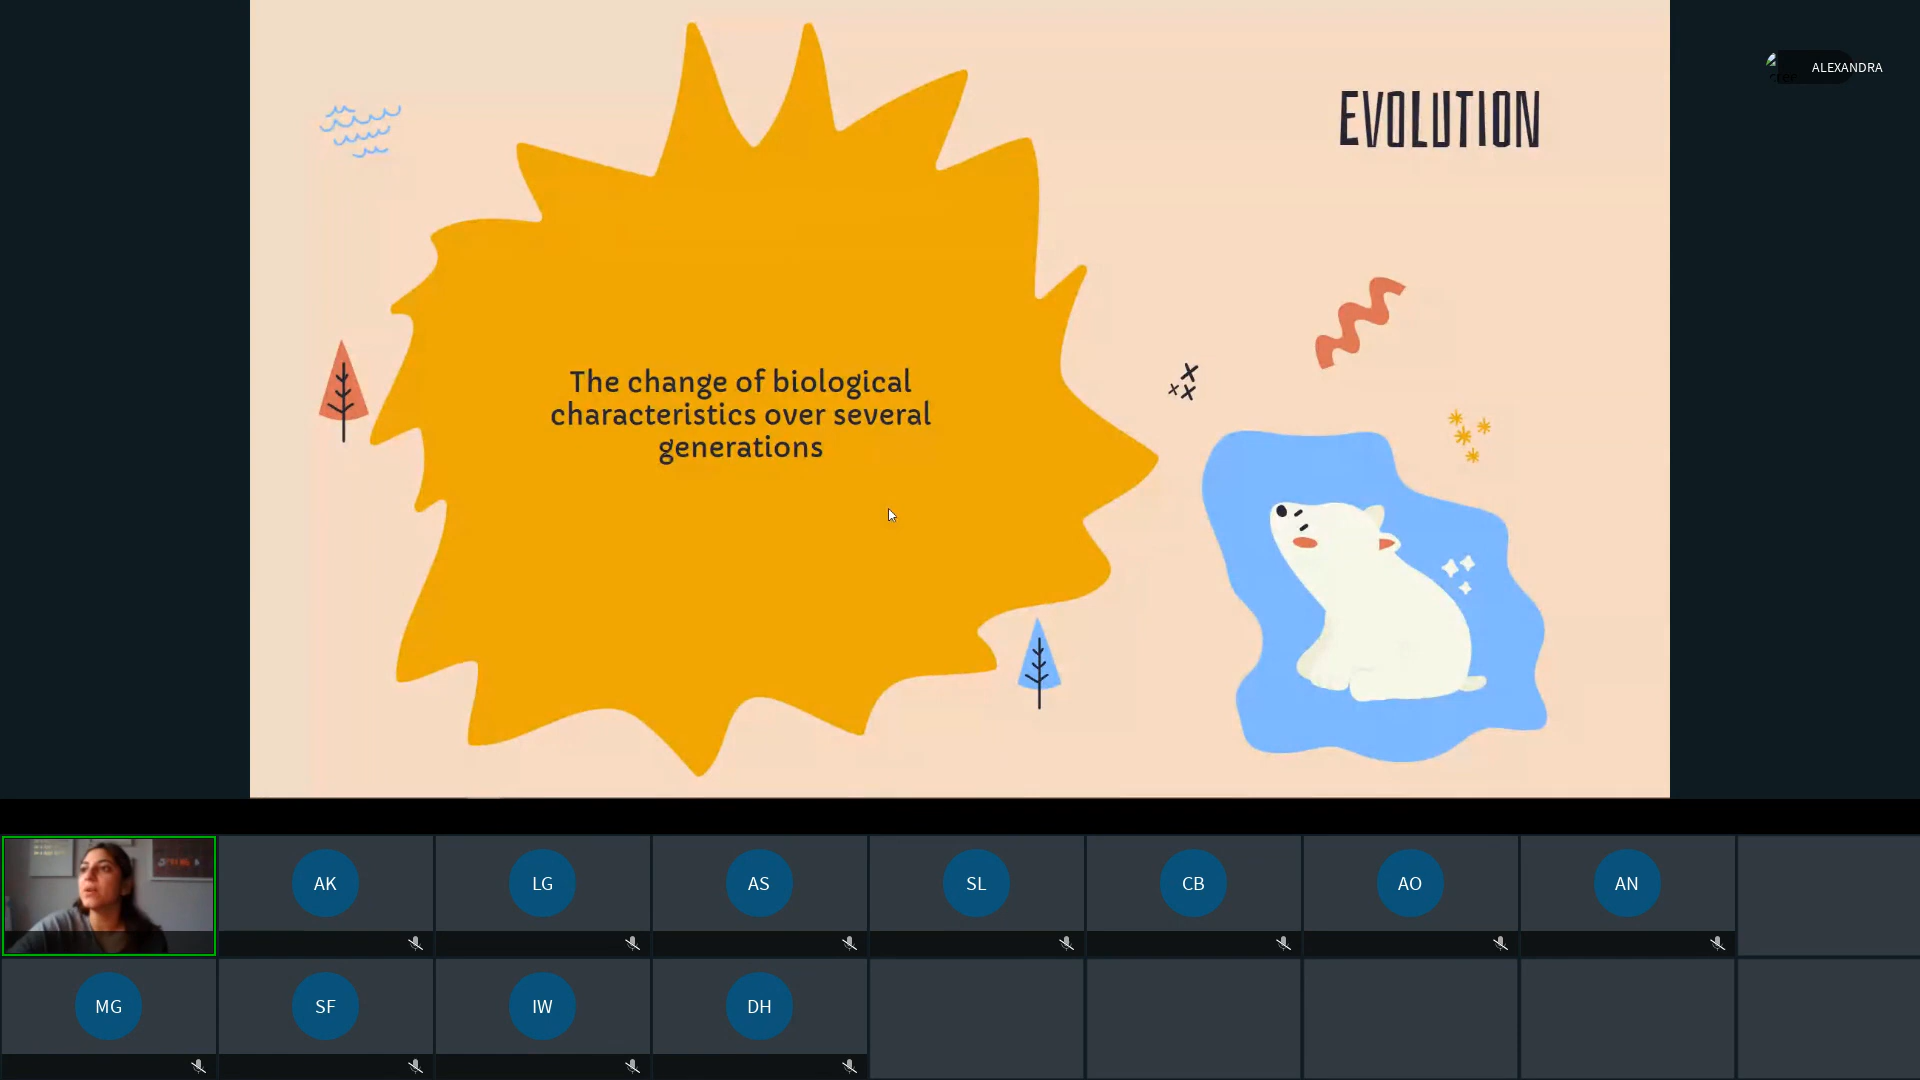 EVOLUTION
ALEXANDRA
The change of biological
characteristics over several
generations
AK
LG
AS
SL
CB
AO
AN
MG
SF
IW
DH